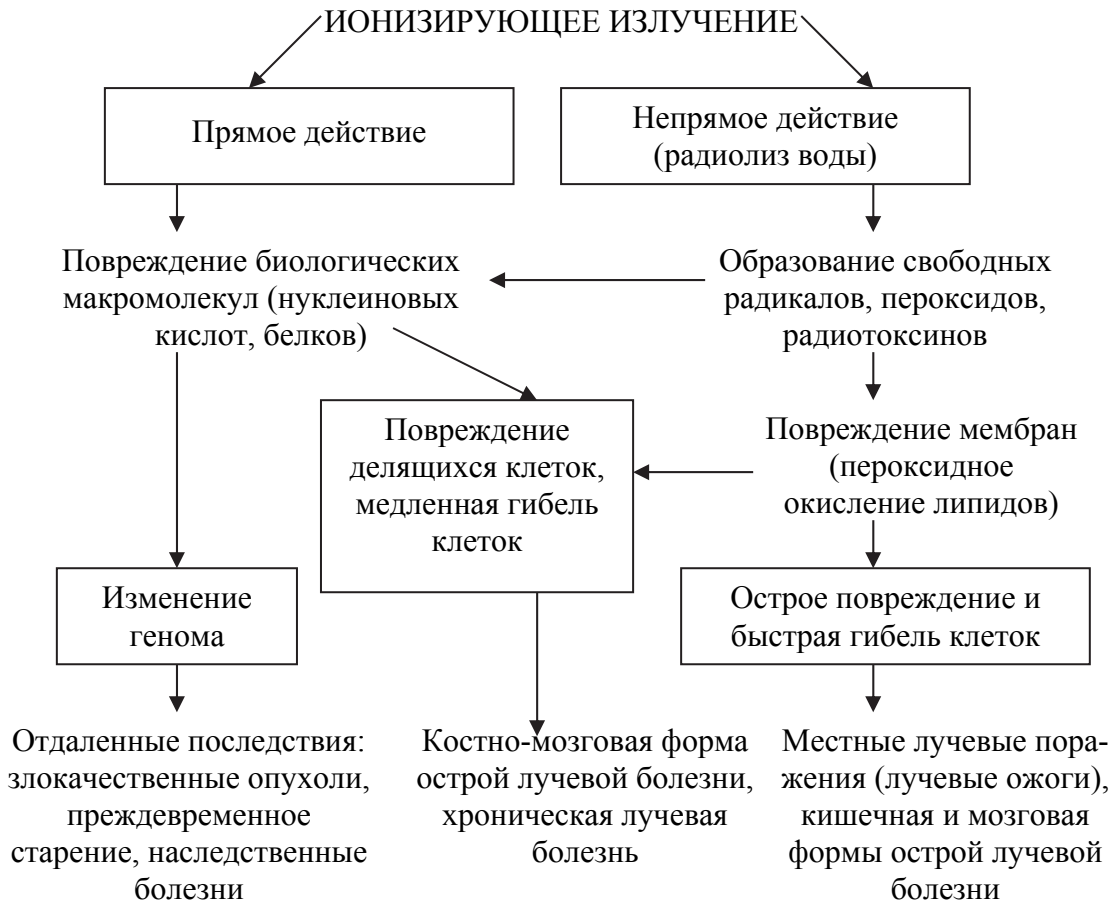 ИОНИЗИРУЮЩЕЕ ИЗЛУЧЕНИЕ
Прямое действие
Непрямое действие
(радиолиз воды)
Повреждение биологических
макромолекул (нуклеиновых
кислот, белков)
Образование свободных
радикалов, пероксидов,
радиотоксинов
Повреждение
делящихся клеток,
медленная гибель
клеток
Повреждение мембран
(пероксидное
окисление липидов)
Изменение
генома
Острое повреждение и
быстрая гибель клеток
Отдаленные последствия:
злокачественные опухоли,
преждевременное
старение, наследственные
болезни
Костно-мозговая форма
острой лучевой болезни,
хроническая лучевая
болезнь
Местные лучевые пора-
жения (лучевые ожоги),
кишечная и мозговая
формы острой лучевой
болезни